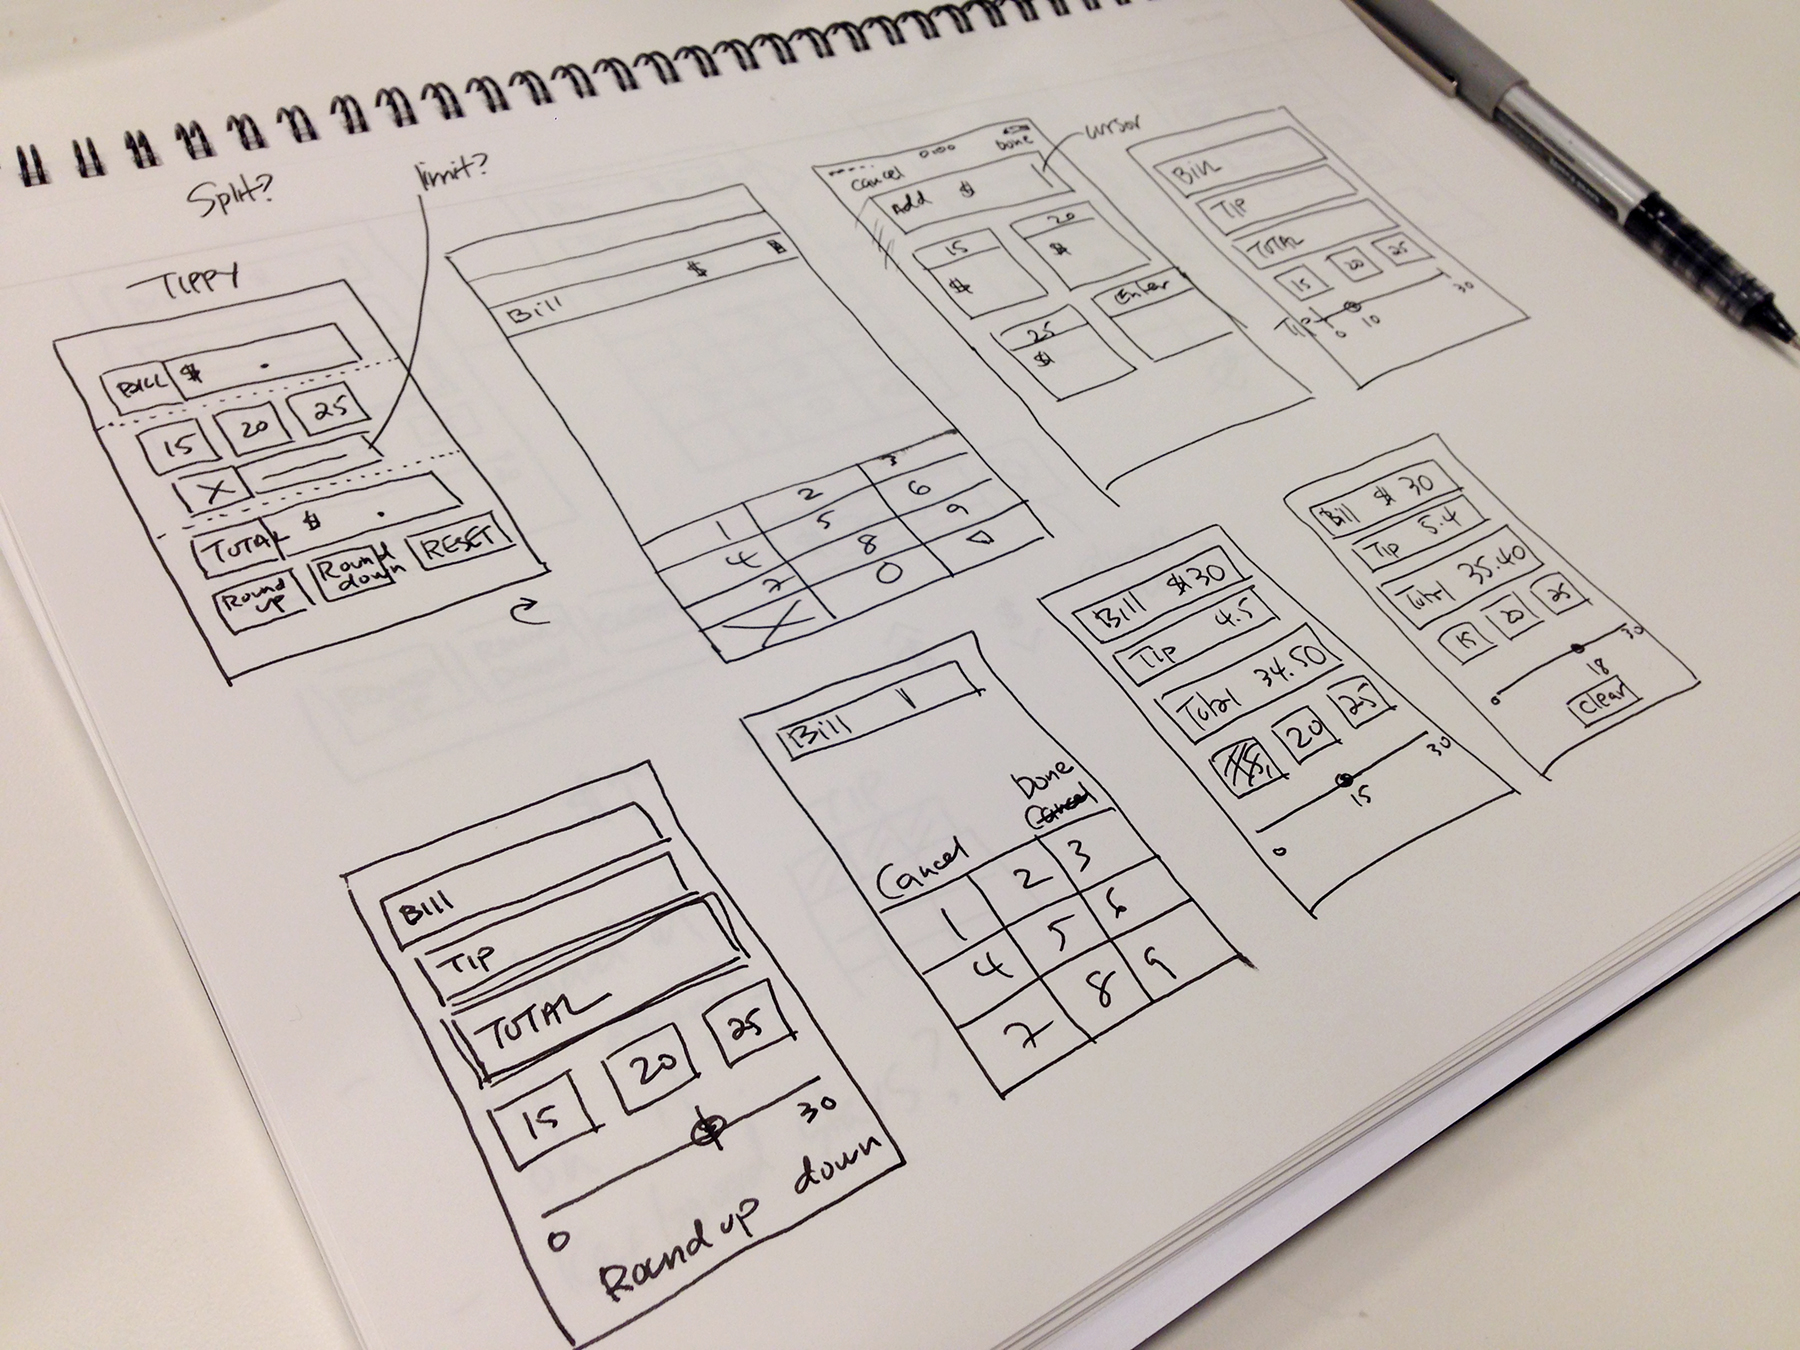 Split?
limit?
TIPPY
BILL $ .
15 20 25
X
TOTAL $ .
Round up Round down RESET
Bill $
1 2 3
4 5 6
7 8 9
X 0
0:00
Cancel Done
cursor
Add $
15 20
$ $
25 Enter
$
Bill
TIP
TOTAL
15 20 25
Tip 0 10 30
Bill
TIP
TOTAL
15 20 25
0 30
Round up down
Bill
Done
Cancel Cancel
1 2 3
4 5 6
7 8 9
Bill $30
Tip 4.5
Total 34.50
15 20 25
0 15 30
Bill $30
Tip 5.4
Total 35.40
15 20 25
0 18 30
clear